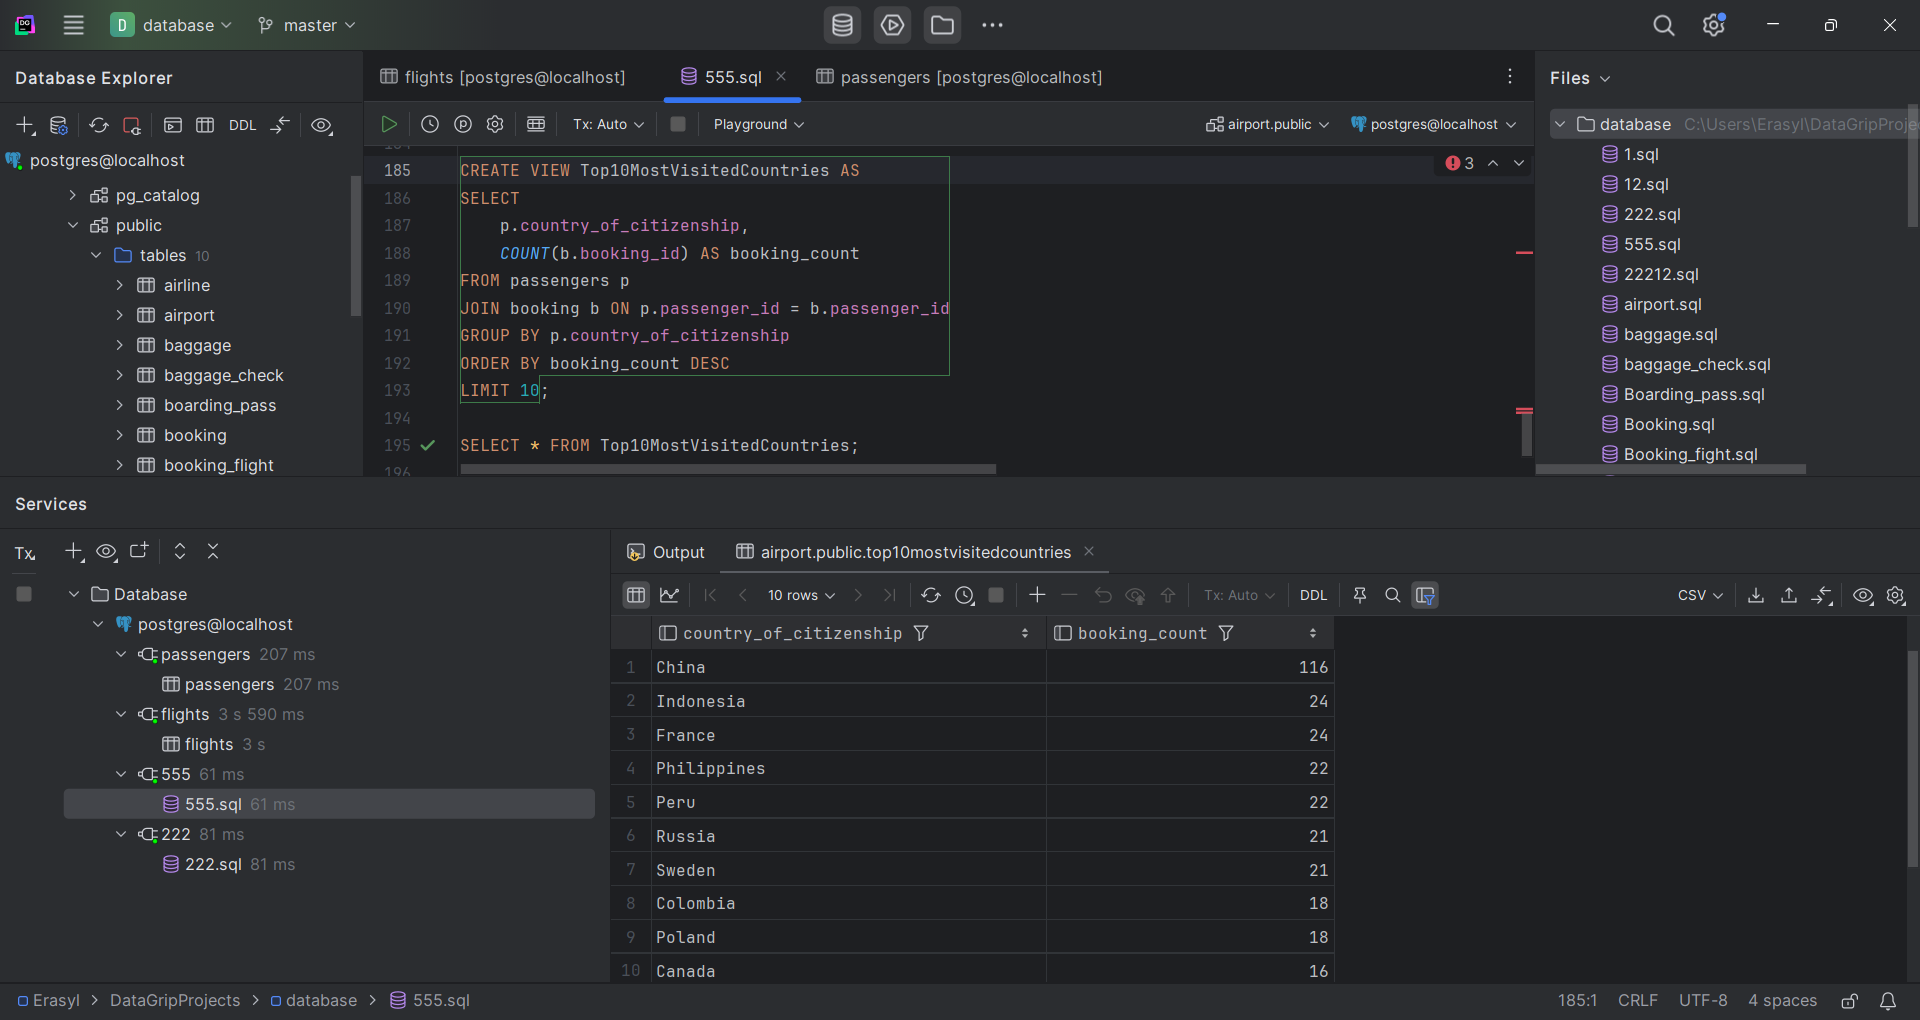 D database master
Database Explorer
flights [postgres@localhost] 555.sql passengers [postgres@localhost]
Files
DDL
Tx: Auto Playground airport.public postgres@localhost
database C:\Users\Erasyl\DataGripProje
postgres@localhost
pg_catalog
public
tables 10
airline
airport
baggage
baggage_check
boarding_pass
booking
booking_flight
185 CREATE VIEW Top10MostVisitedCountries AS
186 SELECT
187 p.country_of_citizenship,
188 COUNT(b.booking_id) AS booking_count
189 FROM passengers p
190 JOIN booking b ON p.passenger_id = b.passenger_id
191 GROUP BY p.country_of_citizenship
192 ORDER BY booking_count DESC
193 LIMIT 10;
194
195 SELECT * FROM Top10MostVisitedCountries;
196
3
1.sql
12.sql
222.sql
555.sql
22212.sql
airport.sql
baggage.sql
baggage_check.sql
Boarding_pass.sql
Booking.sql
Booking_fight.sql
Services
Tx
Database
postgres@localhost
passengers 207 ms
passengers 207 ms
flights 3 s 590 ms
flights 3 s
555 61 ms
555.sql 61 ms
222 81 ms
222.sql 81 ms
Output airport.public.top10mostvisitedcountries
10 rows Tx: Auto DDL CSV
country_of_citizenship booking_count
1 China 116
2 Indonesia 24
3 France 24
4 Philippines 22
5 Peru 22
6 Russia 21
7 Sweden 21
8 Colombia 18
9 Poland 18
10 Canada 16
Erasyl > DataGripProjects > database > 555.sql
185:1 CRLF UTF-8 4 spaces